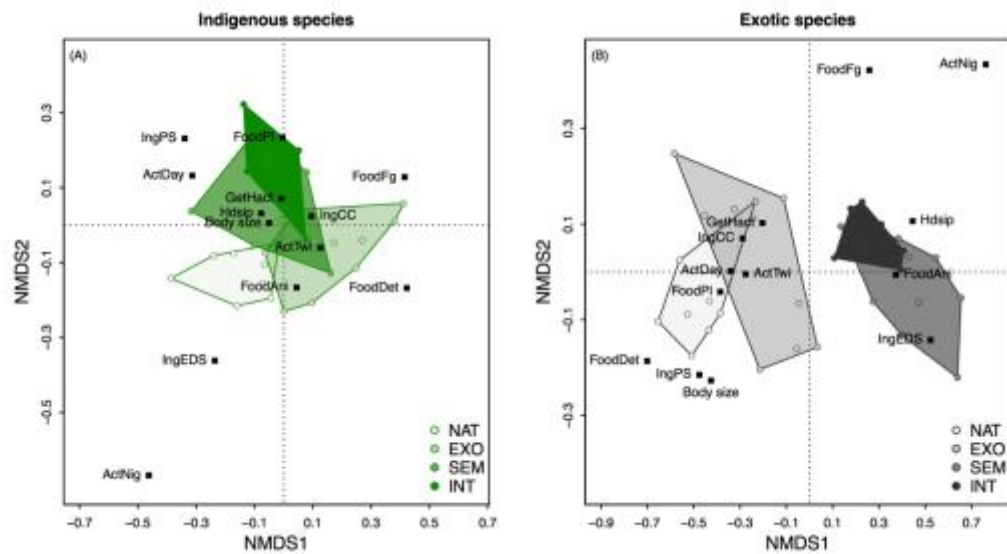 Indigenous species
(A)
IngPS
FoodPl
ActDay
FoodFg
GetHact
Hdsip
IngCC
Body size
ActTwi
FoodAni
FoodDet
IngEDS
ActNig
NAT
EXO
SEM
INT
0.3
0.1
−0.1
−0.3
−0.5
NMDS2
−0.7
−0.5
−0.3
−0.1
0.1
0.3
0.5
0.7
NMDS1
Exotic species
(B)
FoodFg
ActNig
GetHact
Hdsip
IngCC
ActDay
ActTwi
FoodAni
FoodPl
IngEDS
FoodDet
IngPS
Body size
NAT
EXO
SEM
INT
0.3
0.1
−0.1
−0.3
NMDS2
−0.9
−0.7
−0.5
−0.3
−0.1
0.1
0.3
0.5
0.7
NMDS1